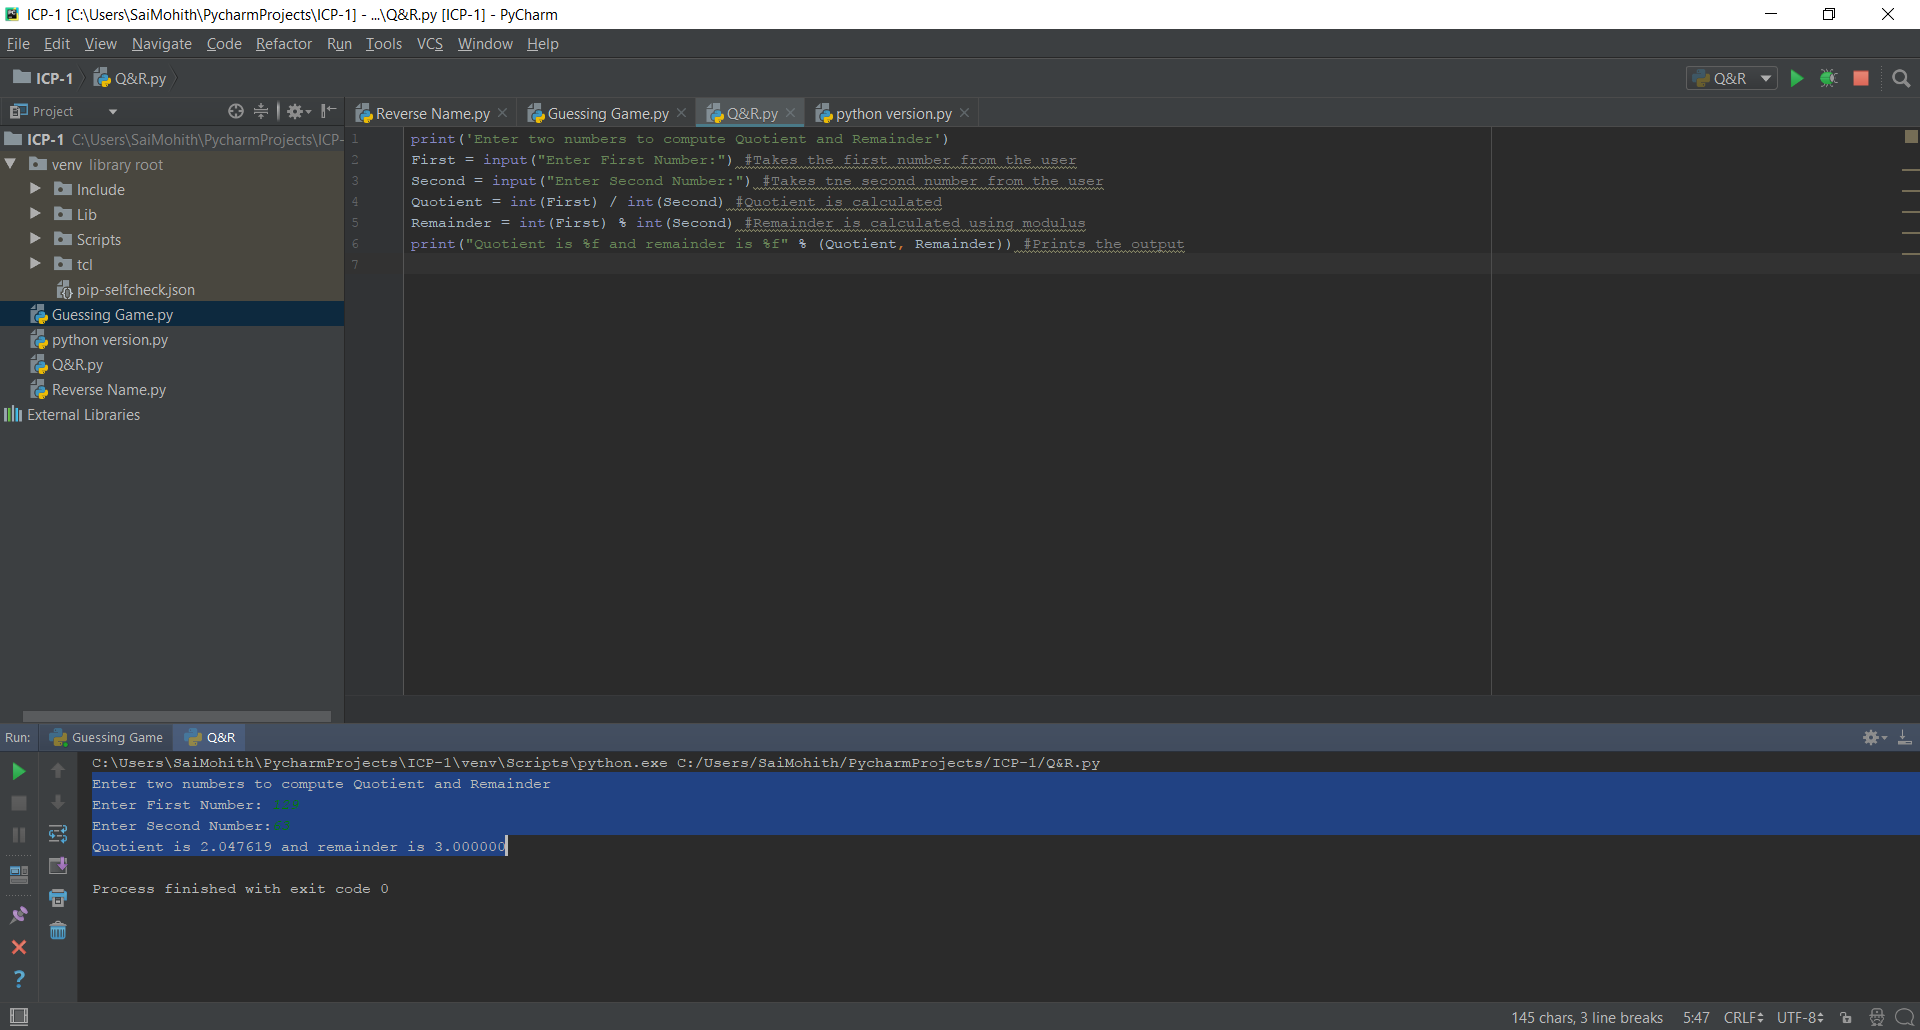 ICP-1 [C:\Users\SaiMohith\PycharmProjects\ICP-1] - ...\Q&R.py [ICP-1] - PyCharm
File Edit View Navigate Code Refactor Run Tools VCS Window Help
ICP-1 Q&R.py Q&R
Project Reverse Name.py Guessing Game.py Q&R.py python version.py
ICP-1 C:\Users\SaiMohith\PycharmProjects\ICP-
venv library root
Include
Lib
Scripts
tcl
pip-selfcheck.json
Guessing Game.py
python version.py
Q&R.py
Reverse Name.py
External Libraries
1 print('Enter two numbers to compute Quotient and Remainder')
2 First = input("Enter First Number:") #Takes the first number from the user
3 Second = input("Enter Second Number:") #Takes tne second number from the user
4 Quotient = int(First) / int(Second) #Quotient is calculated
5 Remainder = int(First) % int(Second) #Remainder is calculated using modulus
6 print("Quotient is %f and remainder is %f" % (Quotient, Remainder)) #Prints the output
7
Run: Guessing Game Q&R
C:\Users\SaiMohith\PycharmProjects\ICP-1\venv\Scripts\python.exe C:/Users/SaiMohith/PycharmProjects/ICP-1/Q&R.py
Enter two numbers to compute Quotient and Remainder
Enter First Number: 129
Enter Second Number:63
Quotient is 2.047619 and remainder is 3.000000
Process finished with exit code 0
145 chars, 3 line breaks 5:47 CRLF UTF-8